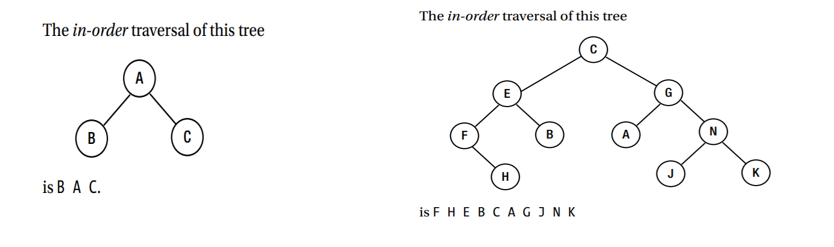 The in-order traversal of this tree
A
B C
is B A C.
The in-order traversal of this tree
C
E G
F B A N
H J K
is F H E B C A G J N K